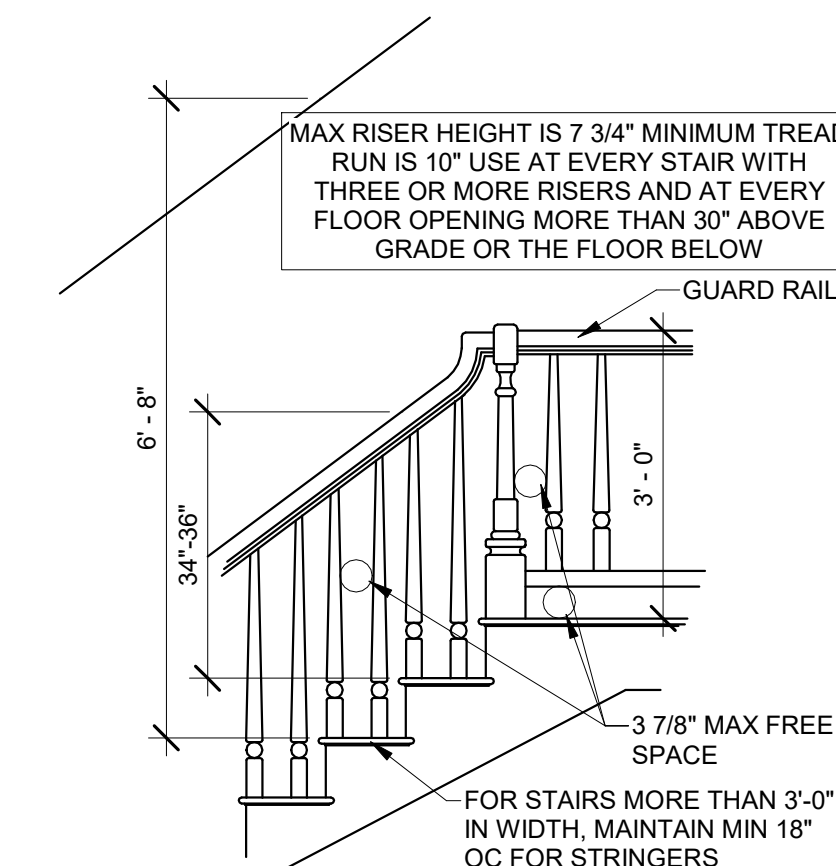 MAX RISER HEIGHT IS 7 3/4" MINIMUM TREAD
RUN IS 10" USE AT EVERY STAIR WITH
THREE OR MORE RISERS AND AT EVERY
FLOOR OPENING MORE THAN 30" ABOVE
GRADE OR THE FLOOR BELOW
GUARD RAIL
6' - 8"
34"-36"
3' - 0"
3 7/8" MAX FREE
SPACE
FOR STAIRS MORE THAN 3'-0"
IN WIDTH, MAINTAIN MIN 18"
OC FOR STRINGERS